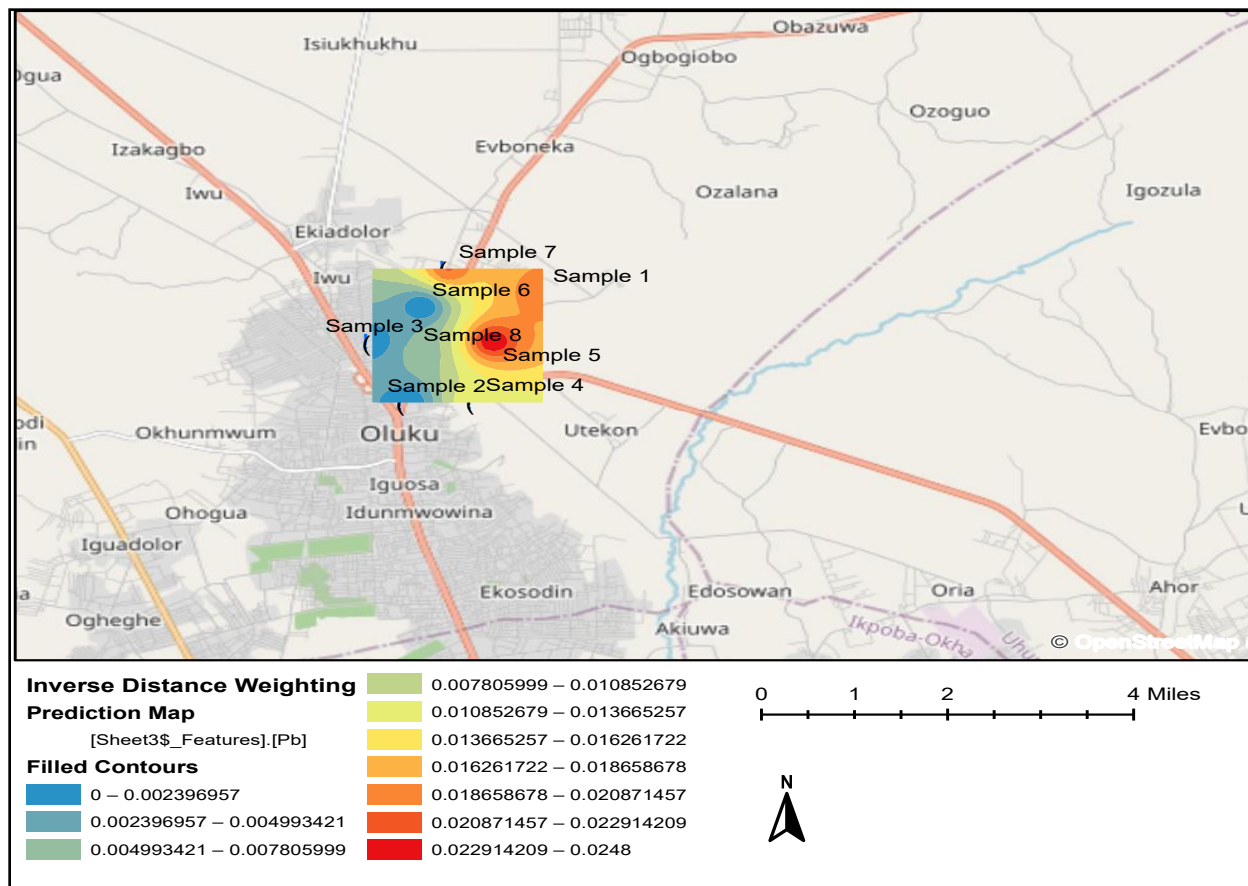 Obazuwa
Isiukhukhu
Ogbogiobo
Ogua
Ozoguo
Izakagbo
Evboneka
Iwu
Ozalana
Igozula
Ekiadolor
Sample 7
Iwu
Sample 1
Sample 6
Sample 3
Sample 8
Sample 5
Sample 2
Sample 4
Okhunmwum
Oluku
Utekon
Evbo
in
Iguosa
Ohogua
Idunmwowina
Iguadolor
Ekosodin
Edosowan
Oria
Ahor
Ogheghe
Akiuwa
Ikpoba-Okha
Uhu
© OpenStreetMap
Inverse Distance Weighting
Prediction Map
[Sheet3$_Features].[Pb]
Filled Contours
0 – 0.002396957
0.002396957 – 0.004993421
0.004993421 – 0.007805999
0.007805999 – 0.010852679
0.010852679 – 0.013665257
0.013665257 – 0.016261722
0.016261722 – 0.018658678
0.018658678 – 0.020871457
0.020871457 – 0.022914209
0.022914209 – 0.0248
0 1 2 4 Miles
N